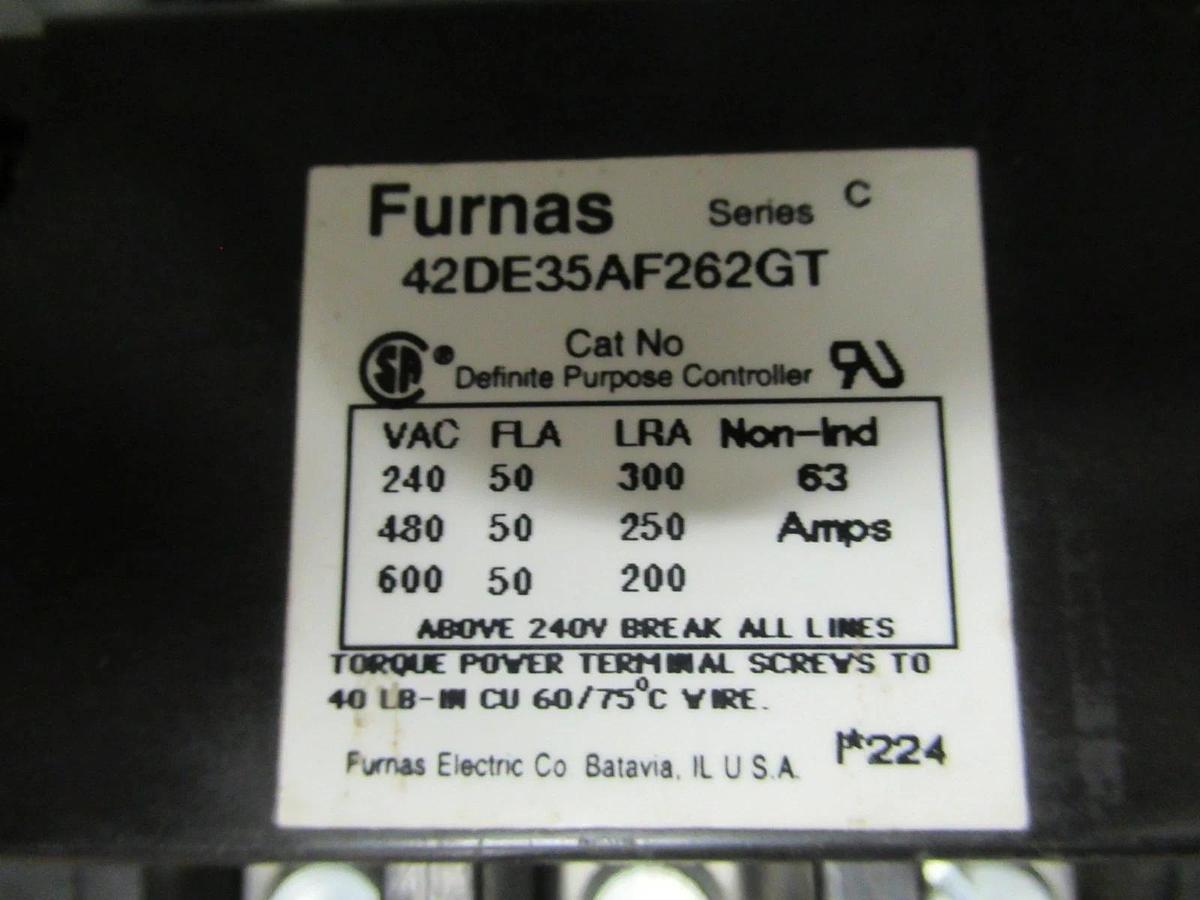 Furnas Series C
42DE35AF262GT
Cat No
SA ® Definite Purpose Controller RU
VAC FLA LRA Non-Ind
240 50 300 63
480 50 250 Amps
600 50 200
ABOVE 240V BREAK ALL LINES
TORQUE POWER TERMINAL SCREWS TO
40 LB-IN CU 60/75°C WIRE.
Furnas Electric Co Batavia, IL U S.A. I*224